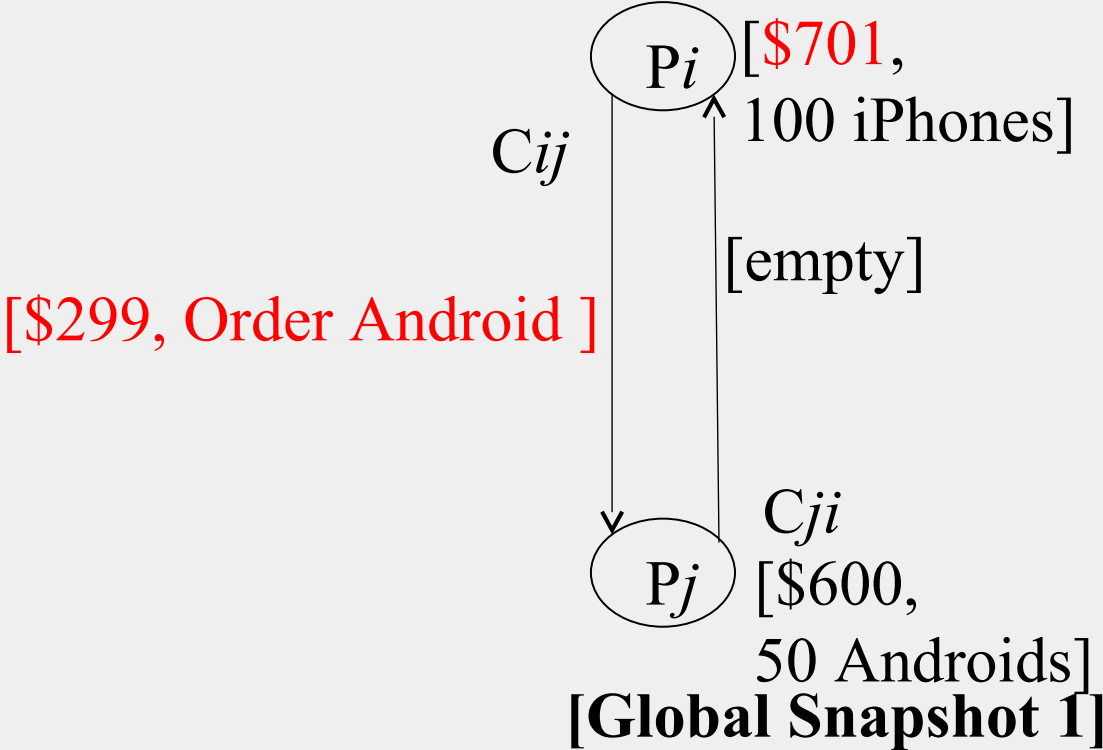 Pi
[$701,
100 iPhones]
Cij
[empty]
[$299, Order Android ]
Cji
Pj
[$600,
50 Androids]
[Global Snapshot 1]